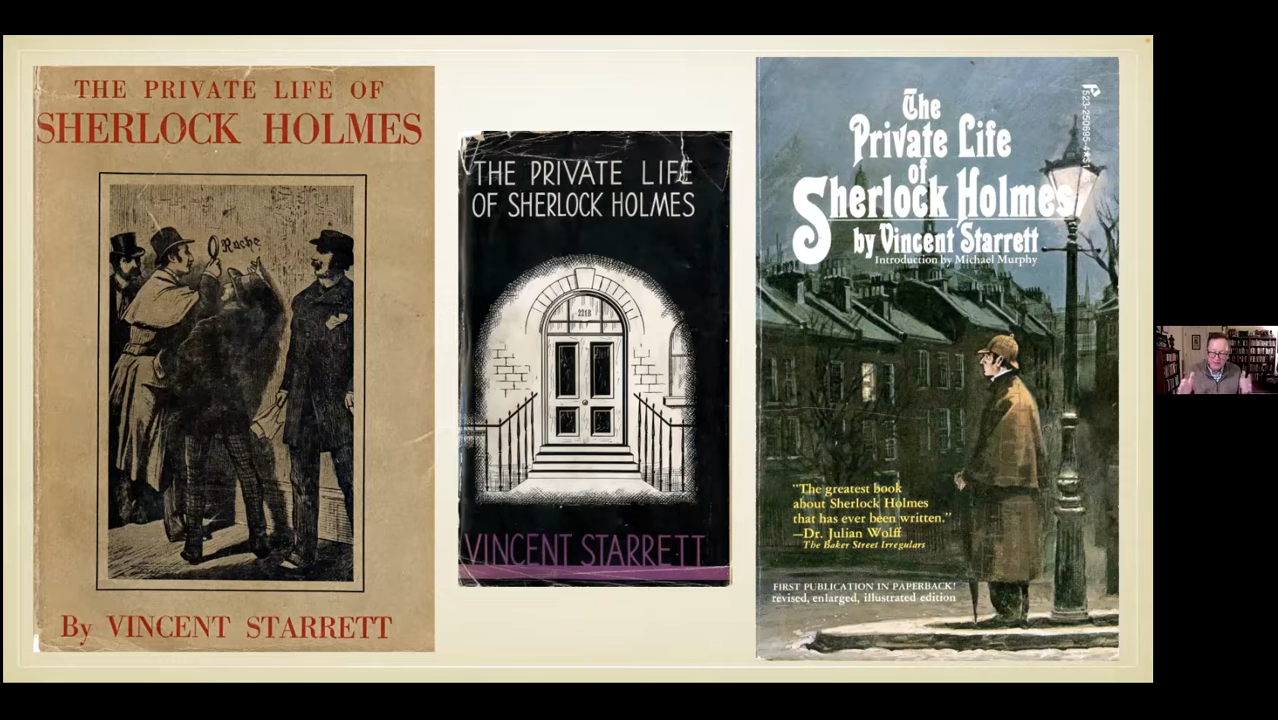 THE PRIVATE LIFE OF
SHERLOCK HOLMES
Rache
By VINCENT STARRETT
THE PRIVATE LIFE
OF SHERLOCK HOLMES
221B
VINCENT STARRETT
The
Private Life
of
Sherlock Holmes
by Vincent Starrett
Introduction by Michael Murphy
"The greatest book
about Sherlock Holmes
that has ever been written."
—Dr. Julian Wolff
The Baker Street Irregulars
FIRST PUBLICATION IN PAPERBACK!
revised, enlarged, illustrated edition